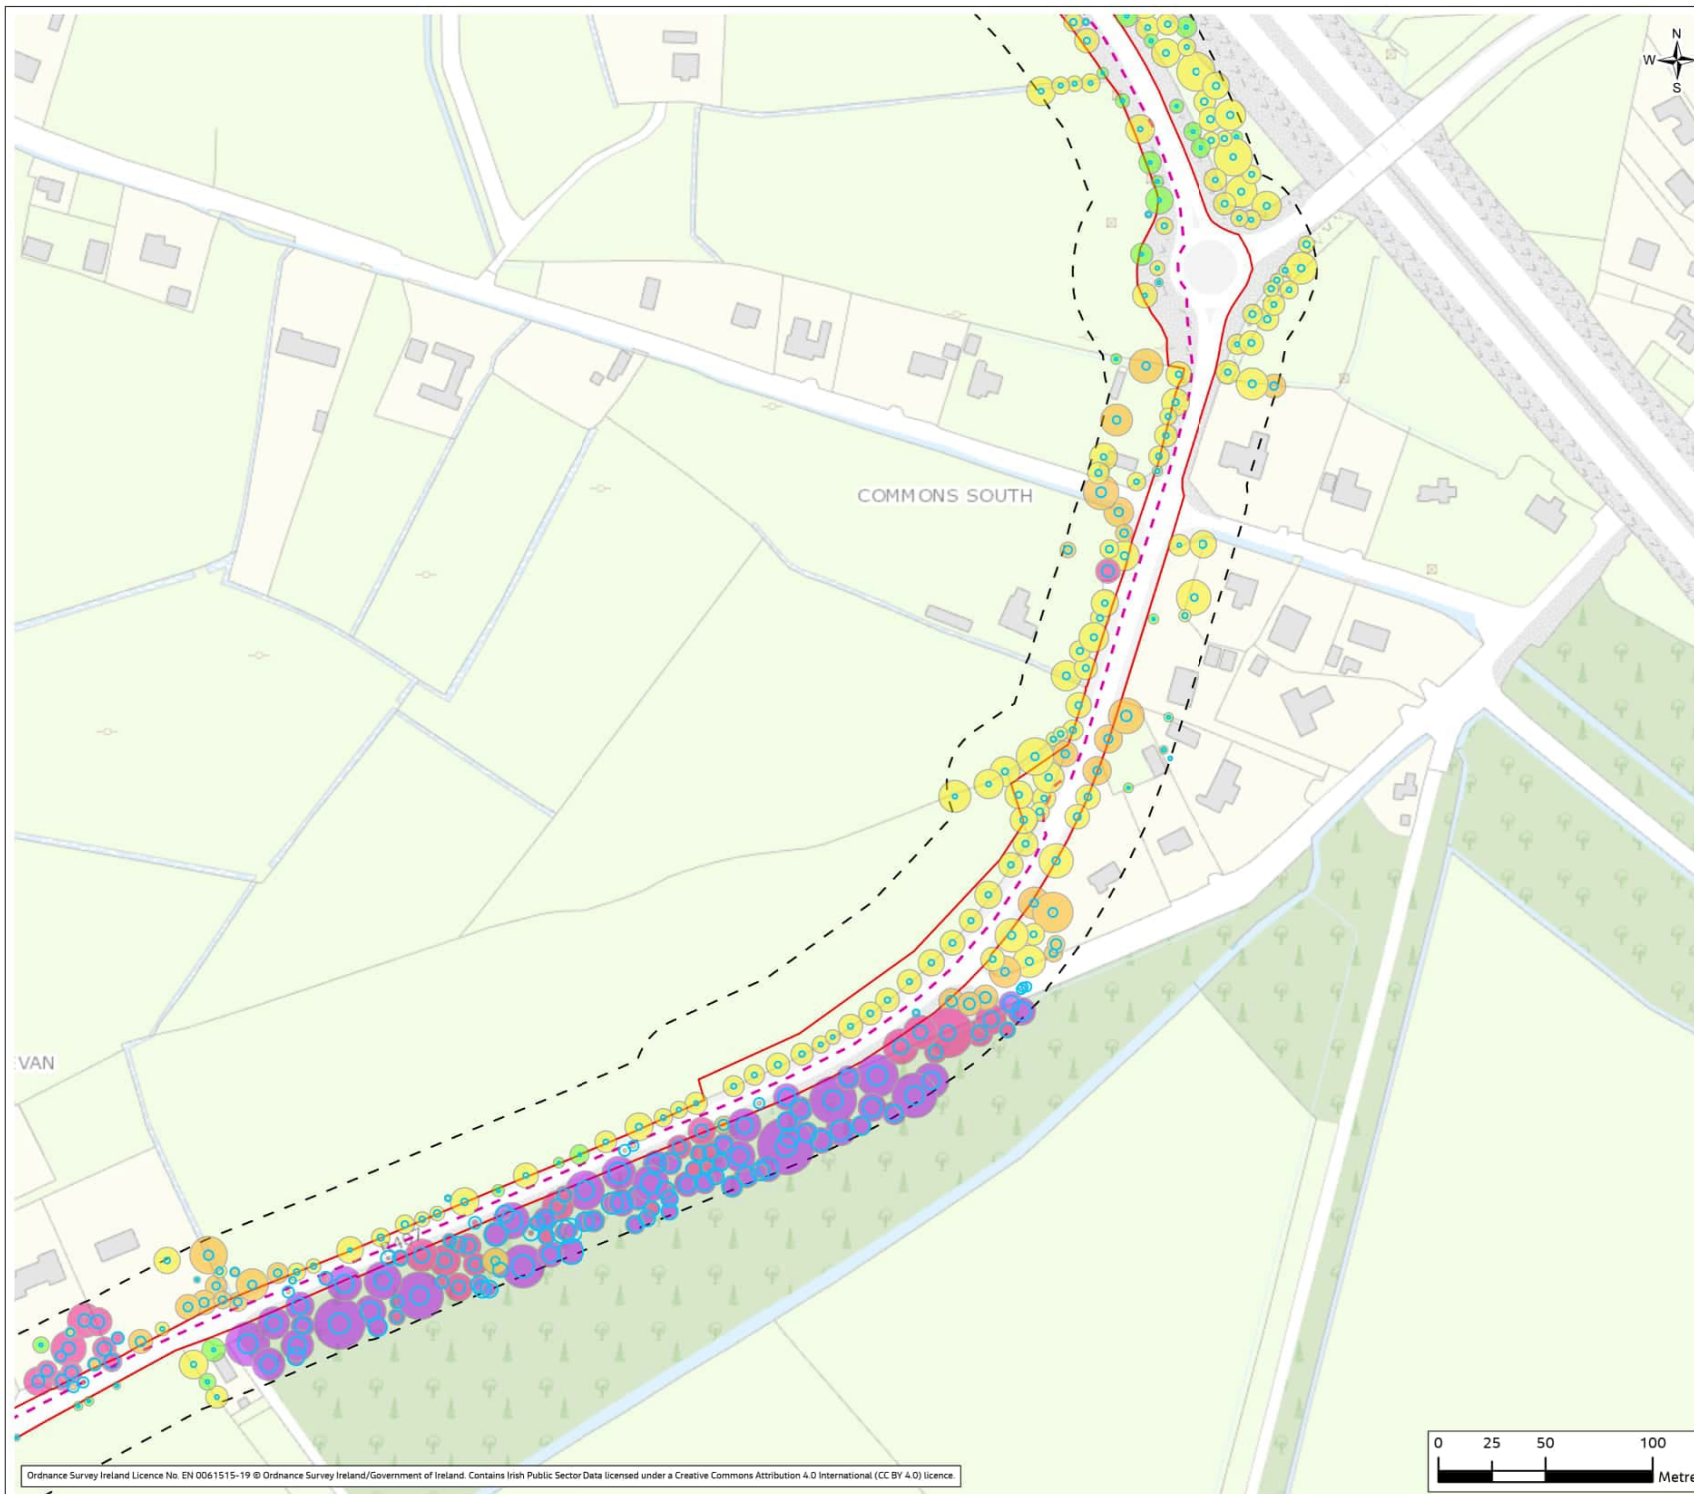 N
W
S
COMMONS SOUTH
EVAN
0 25 50 100
Metre
Ordnance Survey Ireland Licence No. EN 0061515-19 © Ordnance Survey Ireland/Government of Ireland. Contains Irish Public Sector Data licensed under a Creative Commons Attribution 4.0 International (CC BY 4.0) licence.